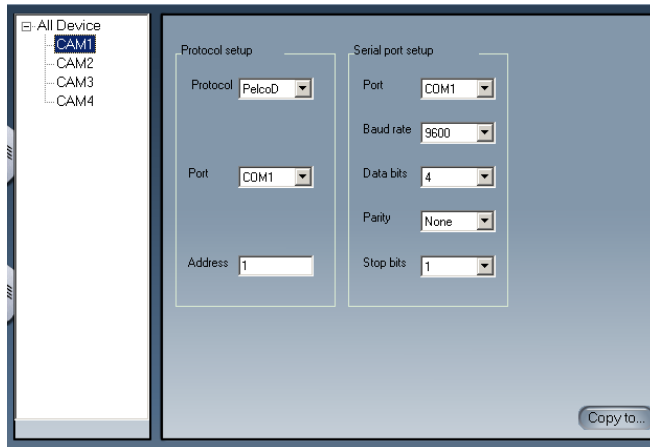 All Device
CAM1
CAM2
CAM3
CAM4
Protocol setup
Protocol PelcoD
Port COM1
Address 1
Serial port setup
Port COM1
Baud rate 9600
Data bits 4
Parity None
Stop bits 1
Copy to...